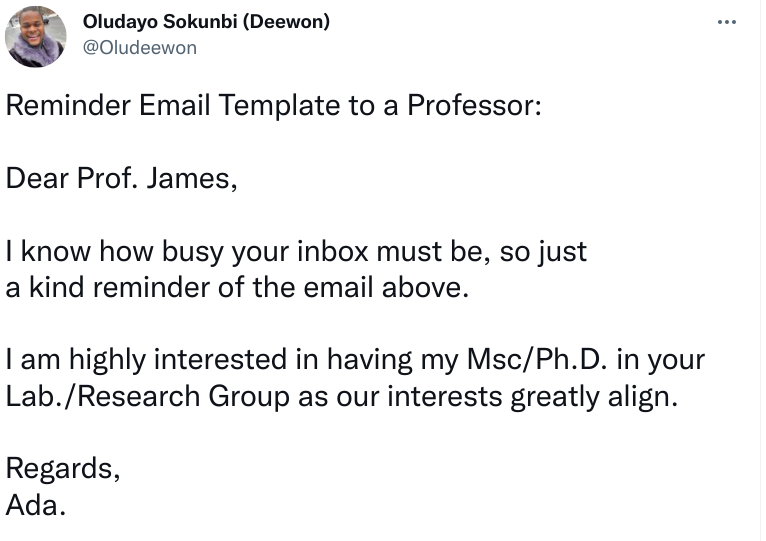 Oludayo Sokunbi (Deewon)
@Oludeewon
Reminder Email Template to a Professor:
Dear Prof. James,
I know how busy your inbox must be, so just
a kind reminder of the email above.
I am highly interested in having my Msc/Ph.D. in your
Lab./Research Group as our interests greatly align.
Regards,
Ada.